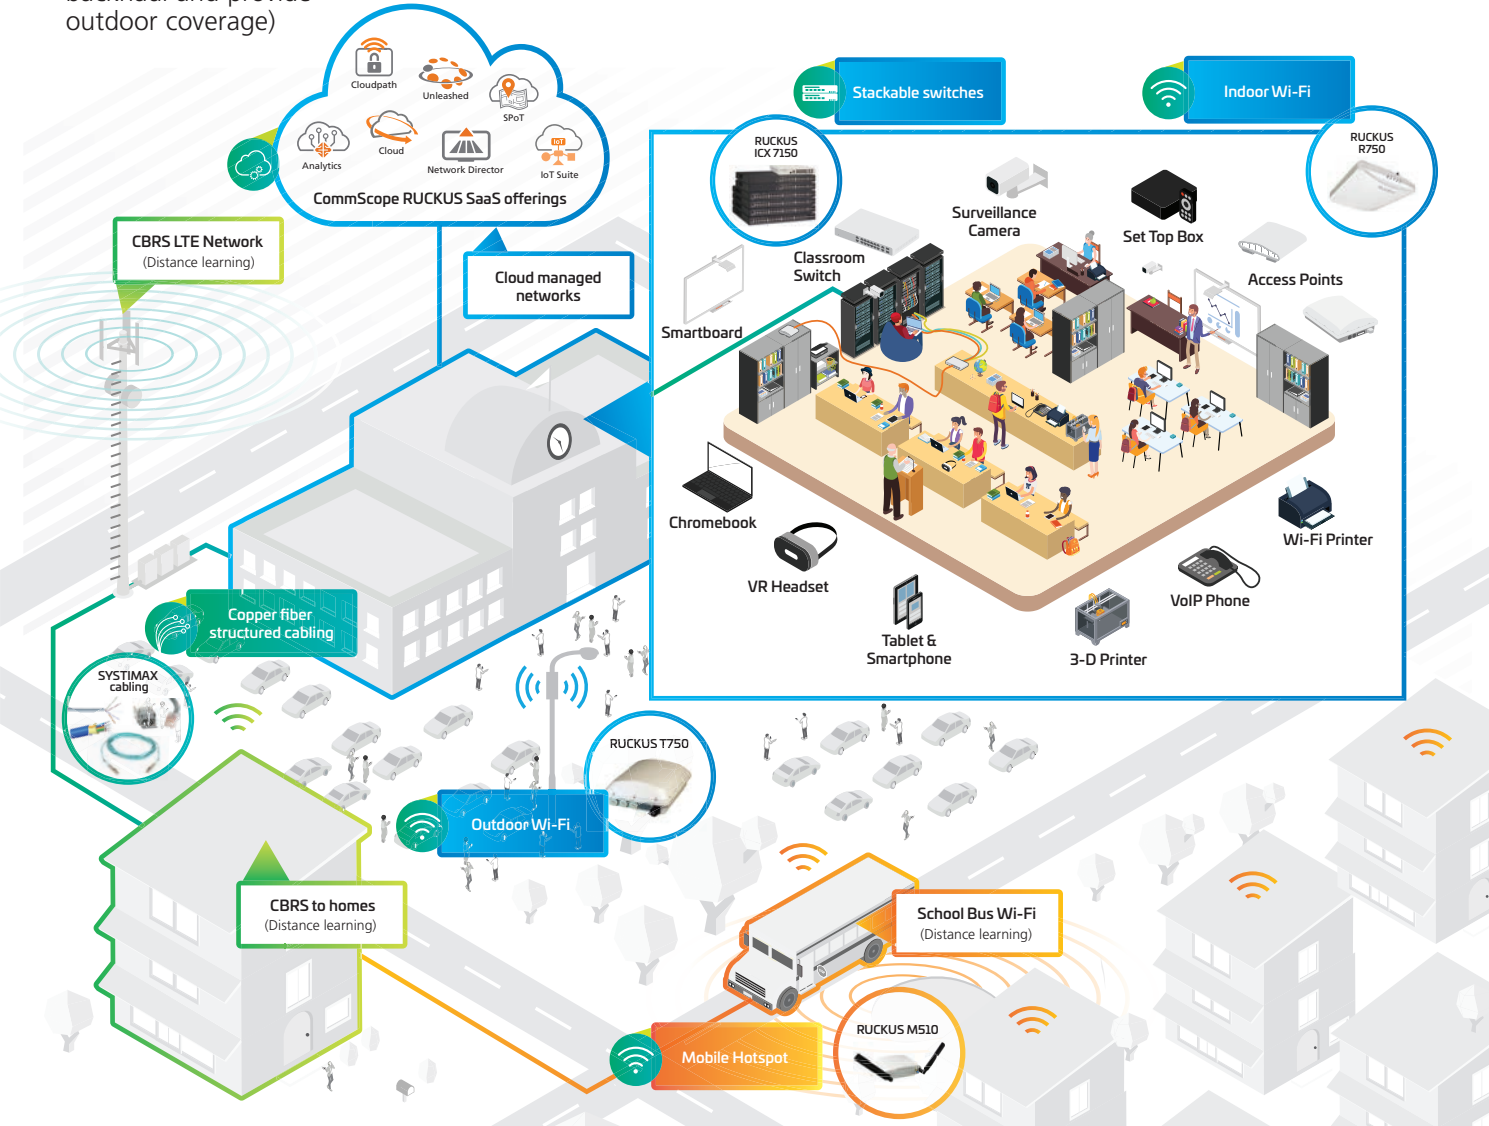 outdoor coverage)
Cloudpath
Unleashed
SPoT
Analytics
Cloud
Network Director
IoT
IoT Suite
CommScope RUCKUS SaaS offerings
Stackable switches
Indoor Wi-Fi
RUCKUS
ICX 7150
RUCKUS
R750
CBRS LTE Network
(Distance learning)
Cloud managed
networks
Surveillance
Camera
Set Top Box
Classroom
Switch
Access Points
Smartboard
Chromebook
VR Headset
Tablet &
Smartphone
3-D Printer
VoIP Phone
Wi-Fi Printer
Copper fiber
structured cabling
SYSTIMAX
cabling
RUCKUS T750
Outdoor Wi-Fi
CBRS to homes
(Distance learning)
School Bus Wi-Fi
(Distance learning)
RUCKUS M510
Mobile Hotspot